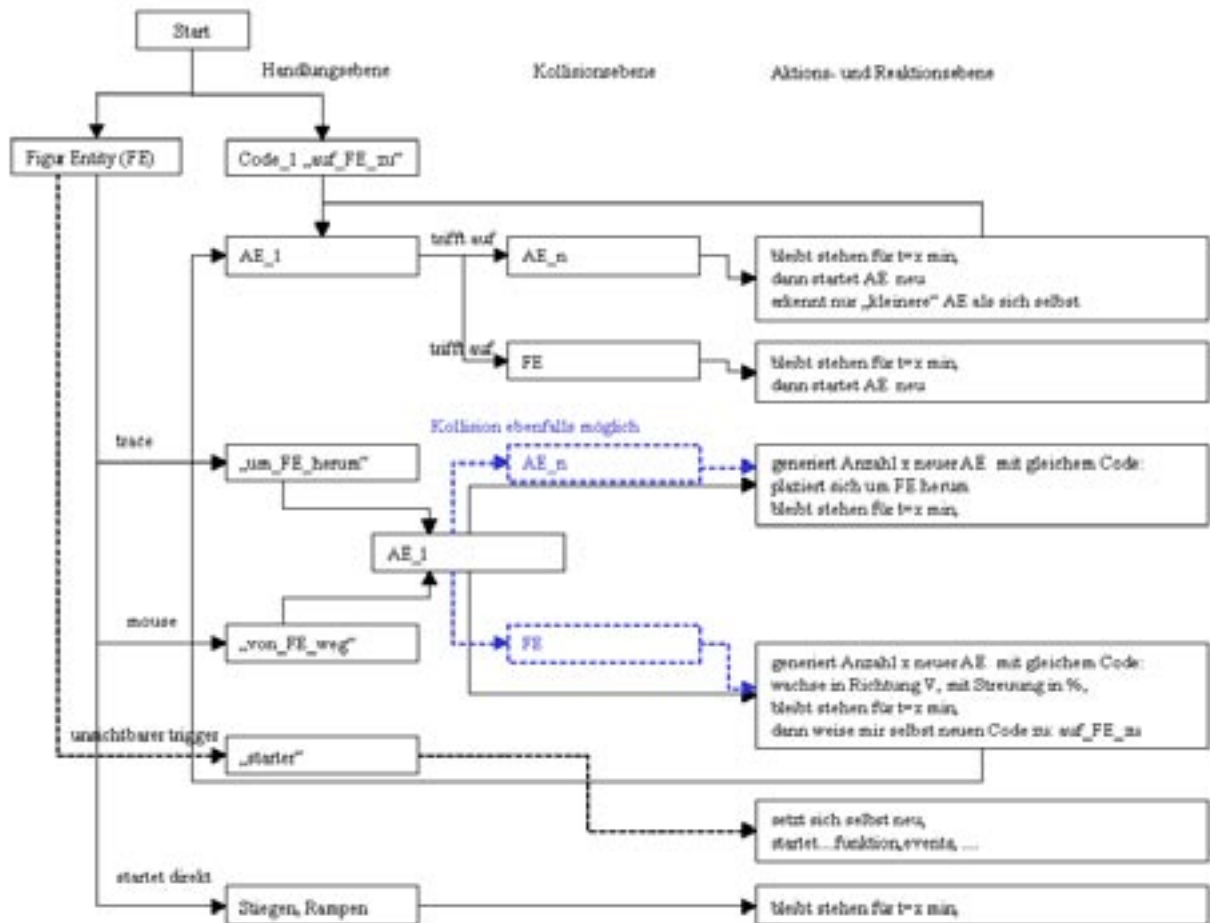 Start
Handlungsebene
Kollisionsebene
Aktions- und Reaktionsebene
Figur Entity (FE)
Code_1 „auf_FE_zu“
AE_1
trifft auf
AE_n
bleibt stehen für t=x min,
dann startet AE neu
erkennt nur „kleinere“ AE als sich selbst
trifft auf
FE
bleibt stehen für t=x min,
dann startet AE neu
Kollision ebenfalls möglich
trace
„um_FE_herum“
AE_n
generiert Anzahl x neuer AE mit gleichem Code:
plaziert sich um FE herum
bleibt stehen für t=x min,
AE_1
mouse
„von_FE_weg“
FE
generiert Anzahl x neuer AE mit gleichem Code:
wachse in Richtung V, mit Streuung in %,
bleibt stehen für t=x min,
dann weise mir selbst neuen Code zu: auf_FE_zu
unsichtbarer trigger
„starter“
setzt sich selbst neu,
startet...funktion,events, ...
startet direkt
Stiegen, Rampen
bleibt stehen für t=x min,